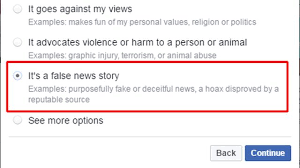 It goes against my views
Examples: makes fun of my personal values, religion or politics
It advocates violence or harm to a person or animal
Examples: graphic injury, terrorism, or animal abuse
It's a false news story
Examples: purposefully fake or deceitful news, a hoax disproved by a
reputable source
See more options
Back
Continue